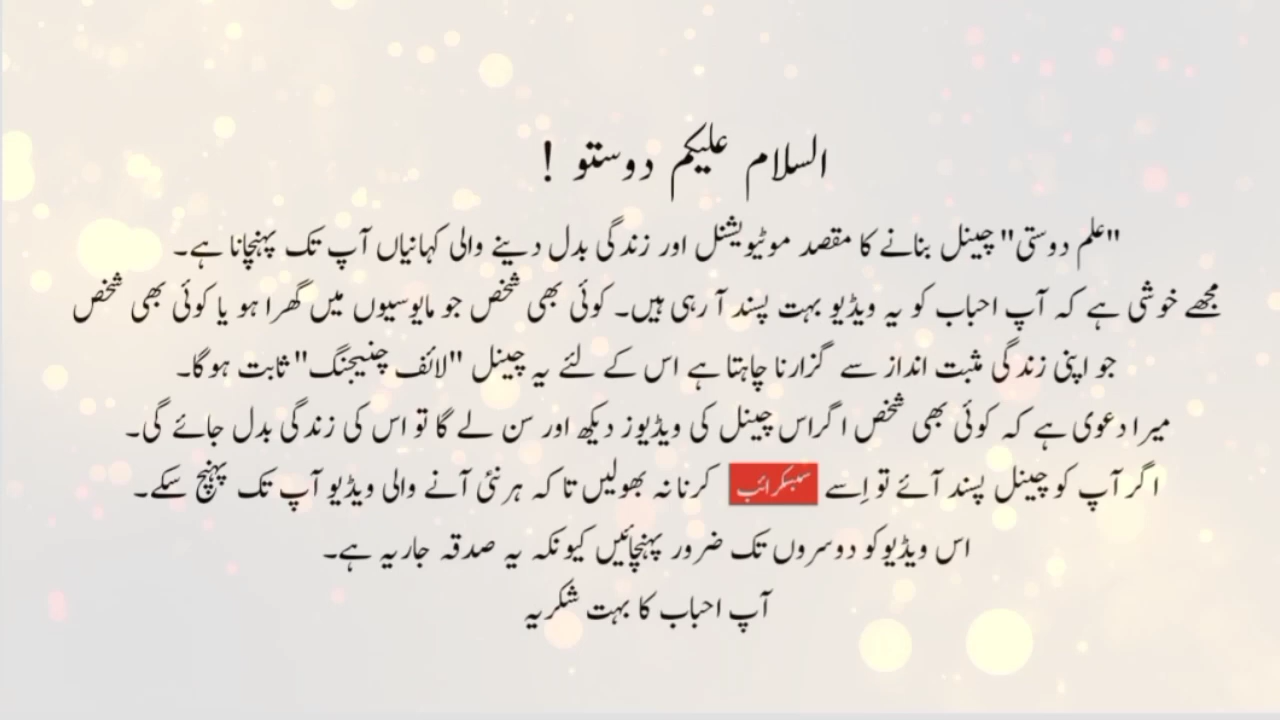 السلام علیکم دوستو !
"علم دوستی" چینل بنانے کا مقصد موٹیویشنل اور زندگی بدل دینے والی کہانیاں آپ تک پہنچانا ہے۔
مجھے خوشی ہے کہ آپ احباب کو یہ ویڈیو بہت پسند آ رہی ہیں۔ کوئی بھی شخص جو مایوسیوں میں گھرا ہو یا کوئی بھی شخص
جو اپنی زندگی مثبت انداز سے گزارنا چاہتا ہے اس کے لئے یہ چینل "لائف چنیجنگ" ثابت ہوگا۔
میرا دعوی ہے کہ کوئی بھی شخص اگر اس چینل کی ویڈیوز دیکھ اور سن لے گا تو اس کی زندگی بدل جائے گی۔
اگر آپ کو چینل پسند آئے تو اِسے سبسکرائب کرنا نہ بھولیں تا کہ ہر نئی آنے والی ویڈیو آپ تک پہنچ سکے۔
اس ویڈیو کو دوسروں تک ضرور پہنچائیں کیونکہ یہ صدقہ جاریہ ہے۔
آپ احباب کا بہت شکریہ